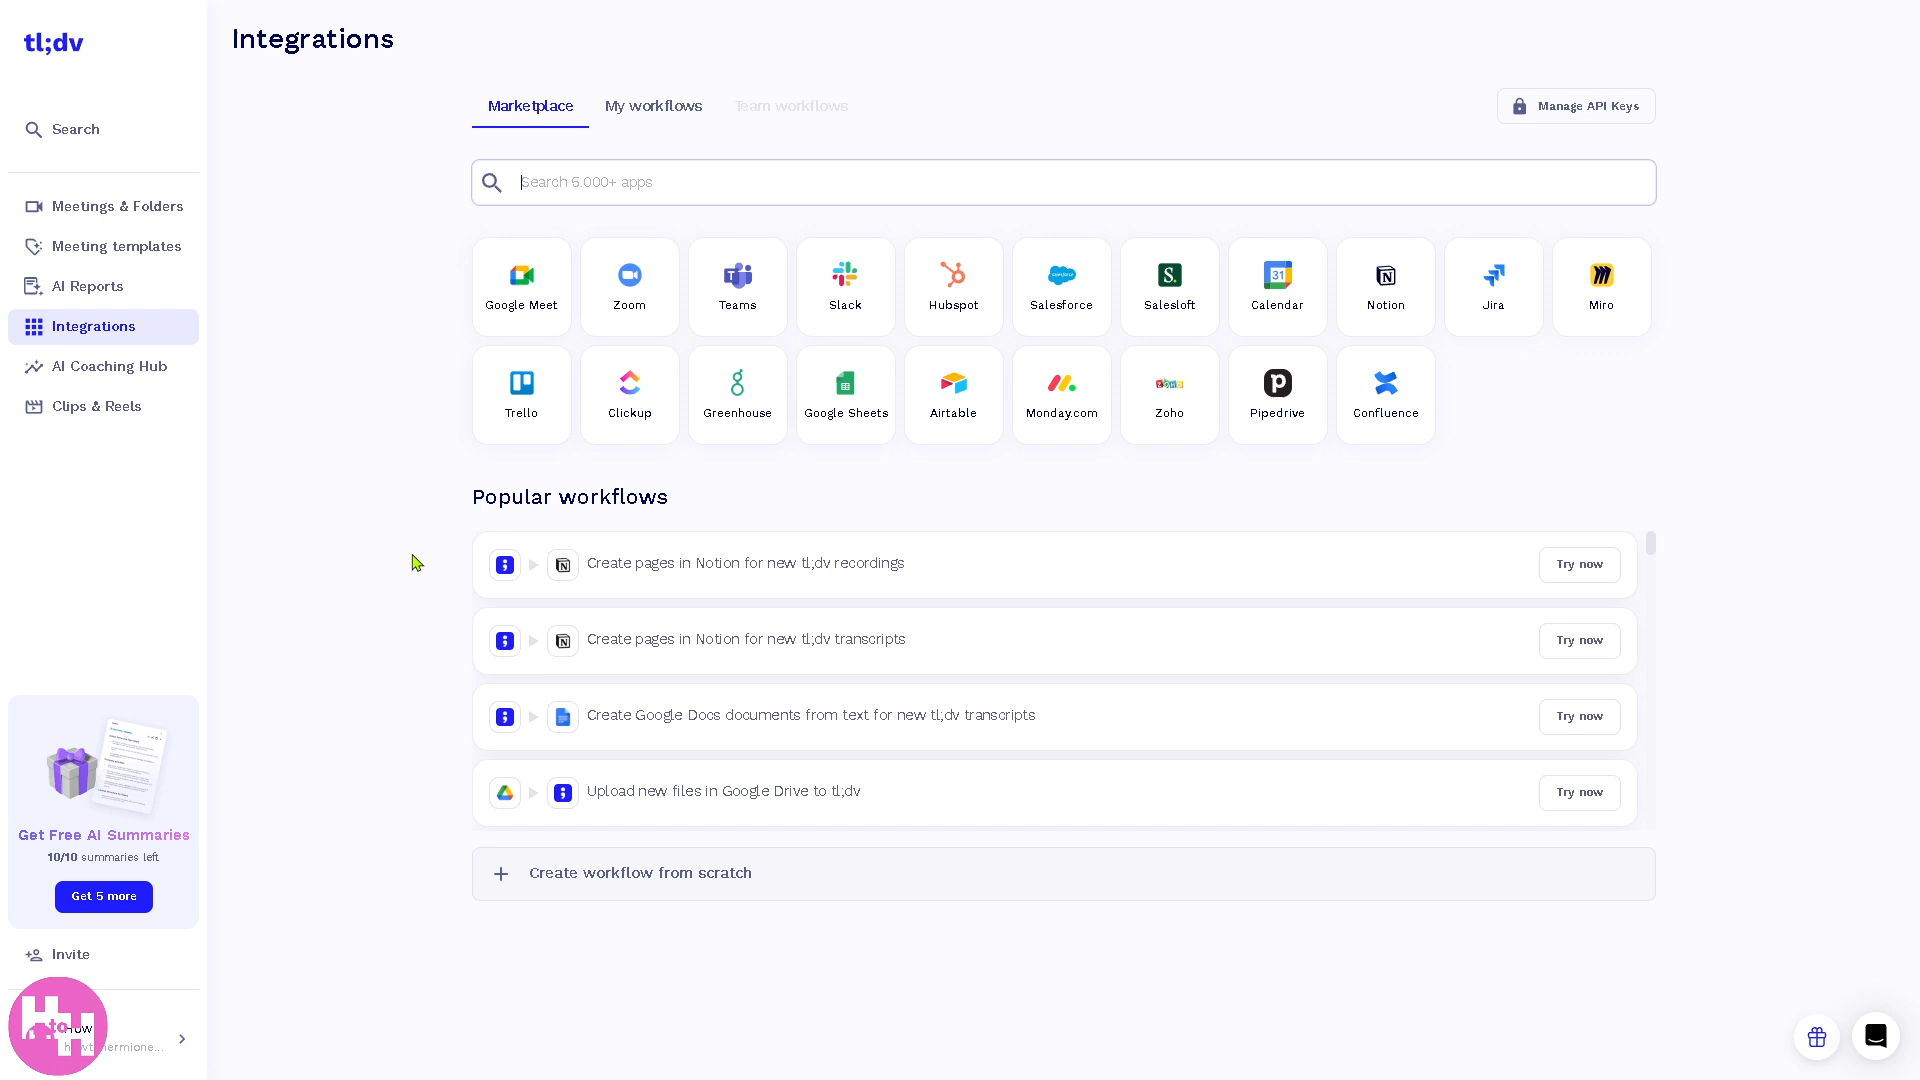 tl;dv
Integrations
Search
Meetings & Folders
Meeting templates
AI Reports
Integrations
AI Coaching Hub
Clips & Reels
Marketplace
My workflows
Team workflows
Manage API Keys
Search 5.000+ apps
Google Meet
Zoom
Teams
Slack
Hubspot
Salesforce
Salesloft
Calendar
Notion
Jira
Miro
Trello
Clickup
Greenhouse
Google Sheets
Airtable
Monday.com
Zoho
Pipedrive
Confluence
Popular workflows
Create pages in Notion for new tl;dv recordings
Try now
Create pages in Notion for new tl;dv transcripts
Try now
Create Google Docs documents from text for new tl;dv transcripts
Try now
Upload new files in Google Drive to tl;dv
Try now
Create workflow from scratch
Get Free AI Summaries
10/10 summaries left
Get 5 more
Invite
H to H